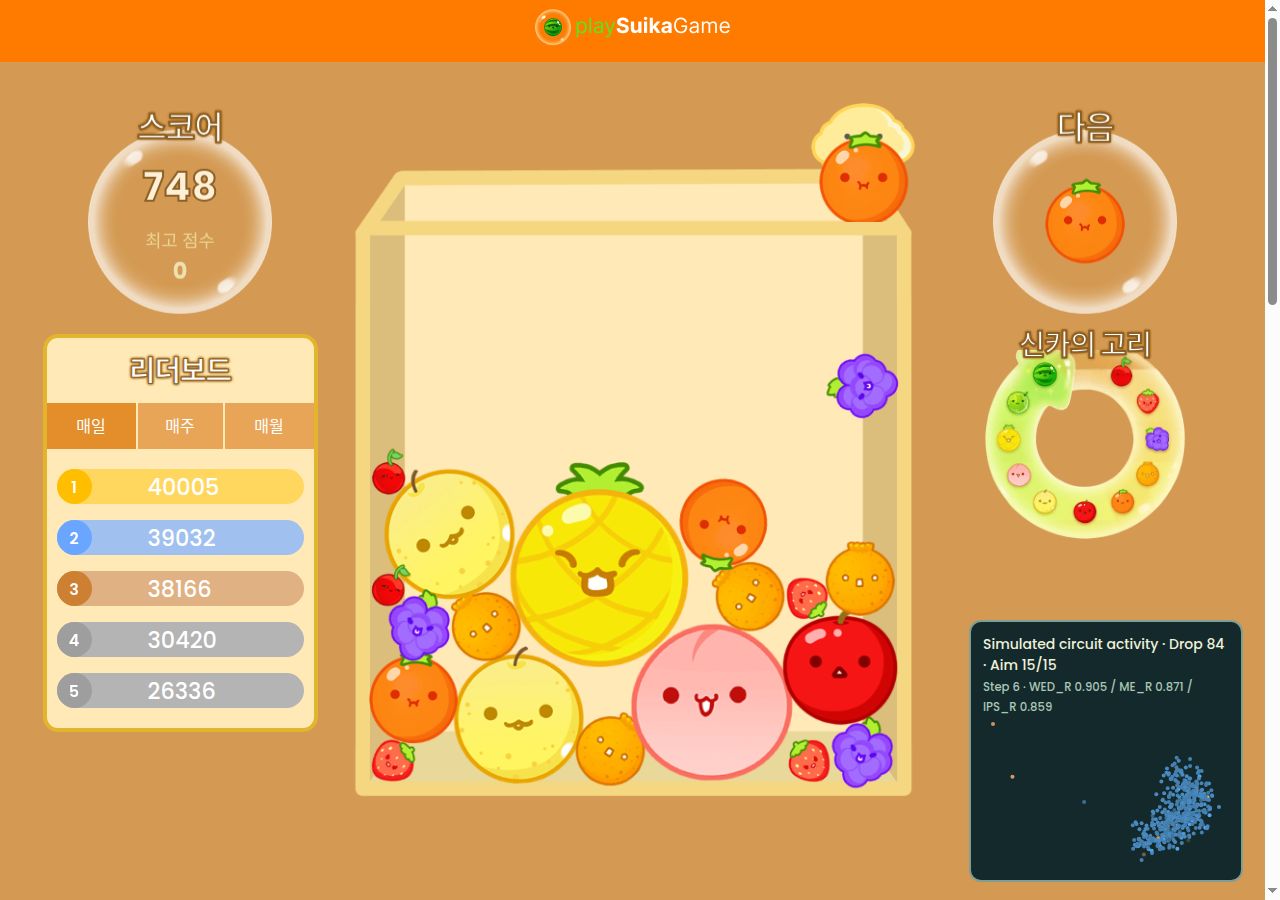 playSuikaGame
스코어
748
최고 점수
0
리더보드
매일 매주 매월
1 40005
2 39032
3 38166
4 30420
5 26336
다음
신카의 고리
Simulated circuit activity · Drop 84
· Aim 15/15
Step 6 · WED_R 0.905 / ME_R 0.871 /
IPS_R 0.859